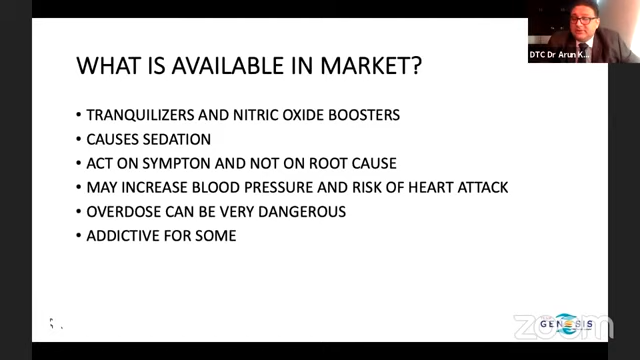 WHAT IS AVAILABLE IN MARKET?
• TRANQUILIZERS AND NITRIC OXIDE BOOSTERS
• CAUSES SEDATION
• ACT ON SYMPTON AND NOT ON ROOT CAUSE
• MAY INCREASE BLOOD PRESSURE AND RISK OF HEART ATTACK
• OVERDOSE CAN BE VERY DANGEROUS
• ADDICTIVE FOR SOME
DTC Dr Arun K...
GENESIS
zoom